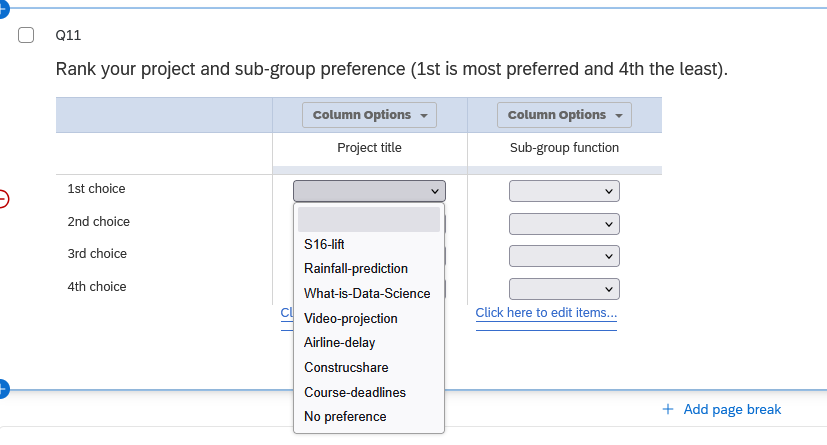 Q11
Rank your project and sub-group preference (1st is most preferred and 4th the least).
Column Options Column Options
Project title Sub-group function
1st choice
2nd choice
3rd choice
4th choice
S16-lift
Rainfall-prediction
What-is-Data-Science
Video-projection
Airline-delay
Construcshare
Course-deadlines
No preference
Click here to edit items...
+ Add page break